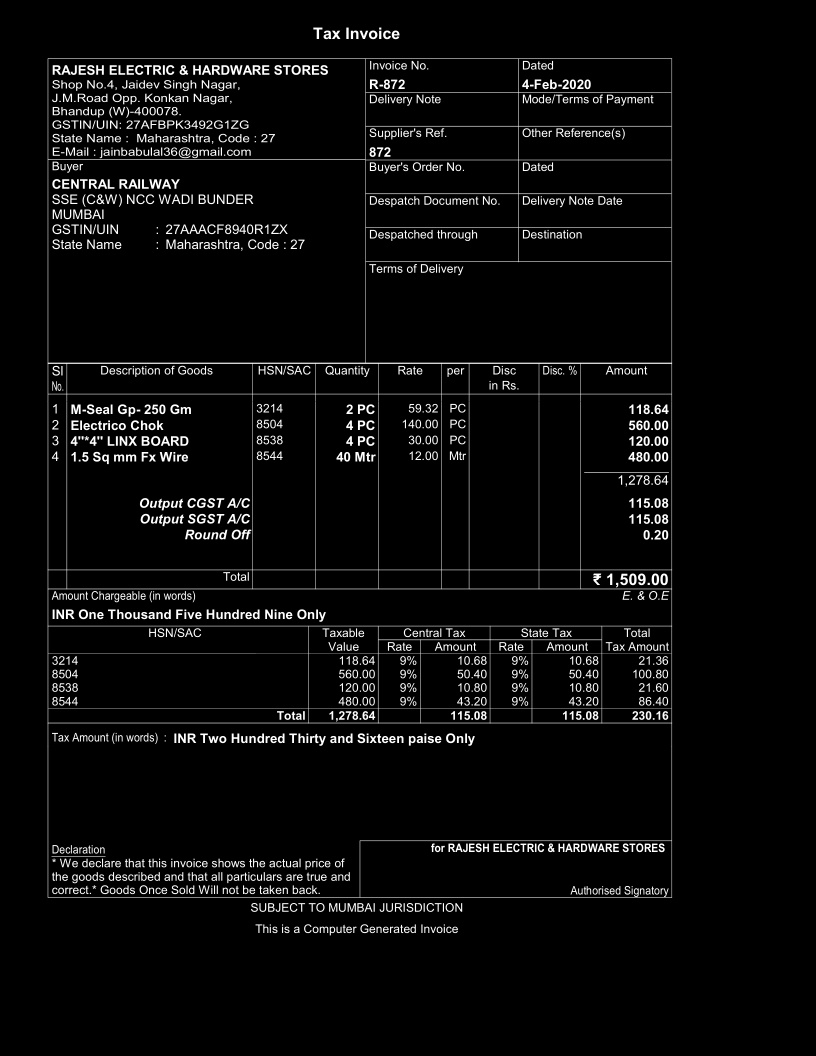 Tax Invoice
RAJESH ELECTRIC & HARDWARE STORES
Shop No.4, Jaidev Singh Nagar,
J.M.Road Opp. Konkan Nagar,
Bhandup (W)-400078.
GSTIN/UIN: 27AFBPK3492G1ZG
State Name : Maharashtra, Code : 27
E-Mail : jainbabulal36@gmail.com
Buyer
CENTRAL RAILWAY
SSE (C&W) NCC WADI BUNDER
MUMBAI
GSTIN/UIN : 27AAACF8940R1ZX
State Name : Maharashtra, Code : 27
Invoice No. Dated
R-872 4-Feb-2020
Delivery Note Mode/Terms of Payment
Supplier's Ref. Other Reference(s)
872
Buyer's Order No. Dated
Despatch Document No. Delivery Note Date
Despatched through Destination
Terms of Delivery
Sl Description of Goods HSN/SAC Quantity Rate per Disc Disc. % Amount
No. in Rs.
1 M-Seal Gp- 250 Gm 3214 2 PC 59.32 PC 118.64
2 Electrico Chok 8504 4 PC 140.00 PC 560.00
3 4"*4" LINX BOARD 8538 4 PC 30.00 PC 120.00
4 1.5 Sq mm Fx Wire 8544 40 Mtr 12.00 Mtr 480.00
1,278.64
Output CGST A/C 115.08
Output SGST A/C 115.08
Round Off 0.20
Total ₹ 1,509.00
Amount Chargeable (in words) E. & O.E
INR One Thousand Five Hundred Nine Only
HSN/SAC Taxable Central Tax State Tax Total
Value Rate Amount Rate Amount Tax Amount
3214 118.64 9% 10.68 9% 10.68 21.36
8504 560.00 9% 50.40 9% 50.40 100.80
8538 120.00 9% 10.80 9% 10.80 21.60
8544 480.00 9% 43.20 9% 43.20 86.40
Total 1,278.64 115.08 115.08 230.16
Tax Amount (in words) : INR Two Hundred Thirty and Sixteen paise Only
Declaration
* We declare that this invoice shows the actual price of
the goods described and that all particulars are true and
correct.* Goods Once Sold Will not be taken back.
for RAJESH ELECTRIC & HARDWARE STORES
Authorised Signatory
SUBJECT TO MUMBAI JURISDICTION
This is a Computer Generated Invoice